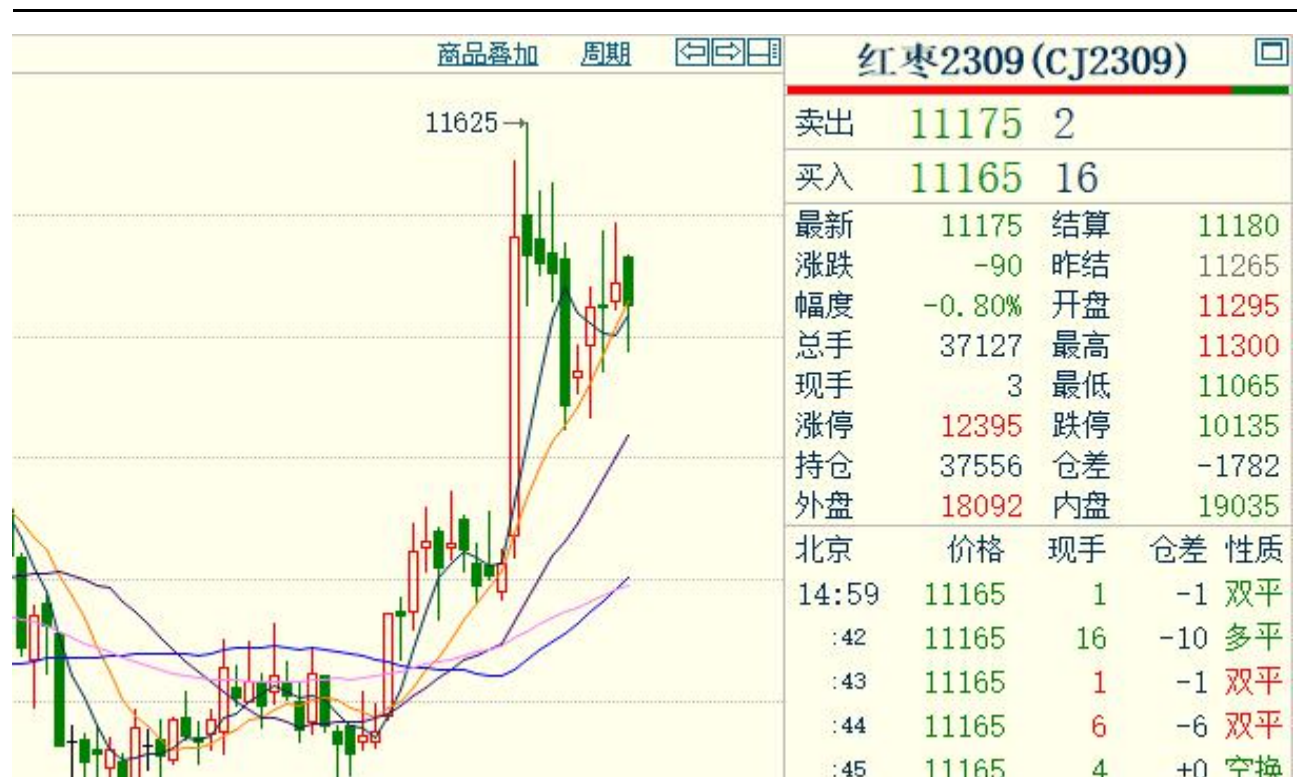 商品叠加 周期
红枣2309(CJ2309)
11625
卖出 11175 2
买入 11165 16
最新 11175 结算 11180
涨跌 -90 昨结 11265
幅度 -0.80% 开盘 11295
总手 37127 最高 11300
现手 3 最低 11065
涨停 12395 跌停 10135
持仓 37556 仓差 -1782
外盘 18092 内盘 19035
北京 价格 现手 仓差 性质
14:59 11165 1 -1 双平
:42 11165 16 -10 多平
:43 11165 1 -1 双平
:44 11165 6 -6 双平
:45 11165 4 +0 空换